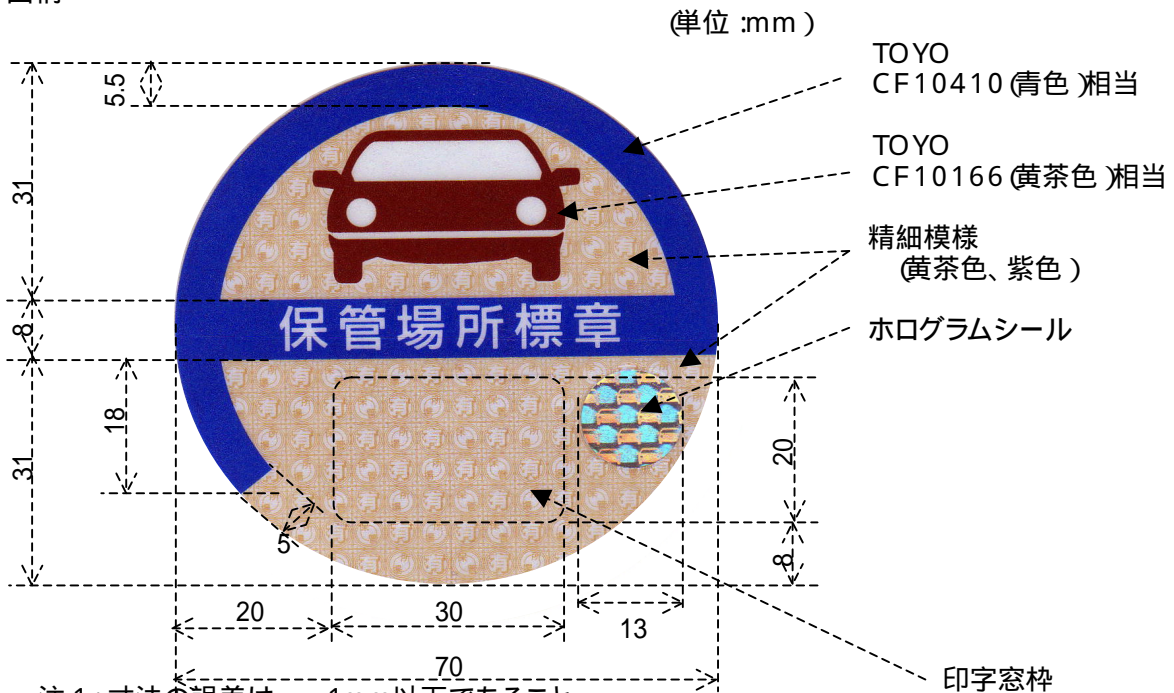 (単位:mm)
TOYO
CF10410(青色)相当
TOYO
CF10166(黄茶色)相当
精細模様
(黄茶色、紫色)
ホログラムシール
印字窓枠
保管場所標章
5.5
31
8
31
18
5
20
30
13
70
20
8